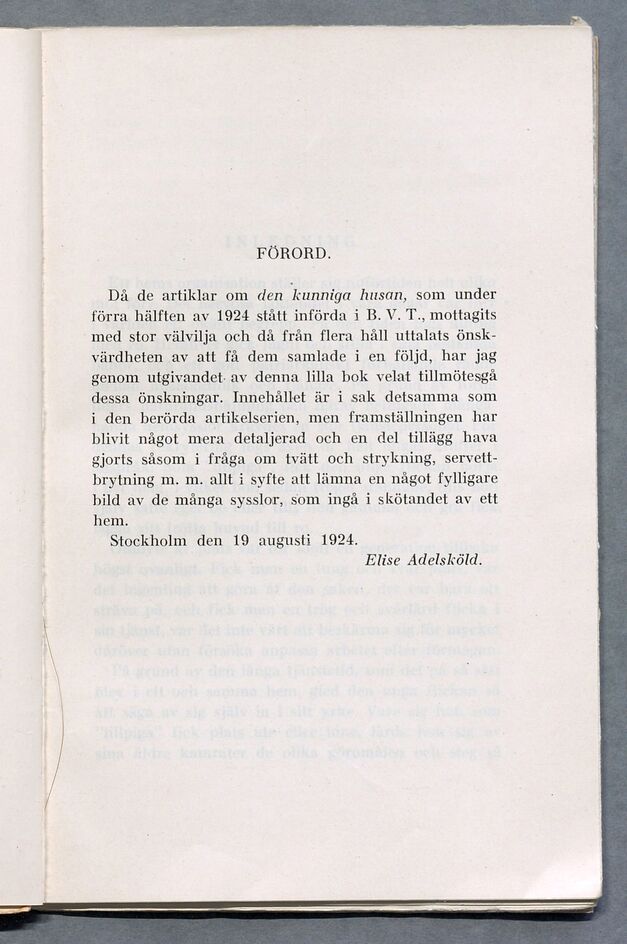 FÖRORD.
Då de artiklar om den kunniga husan, som under
förra hälften av 1924 stått införda i B. V. T., mottagits
med stor välvilja och då från flera håll uttalats önsk-
värdheten av att få dem samlade i en följd, har jag
genom utgivandet av denna lilla bok velat tillmötesgå
dessa önskningar. Innehållet är i sak detsamma som
i den berörda artikelserien, men framställningen har
blivit något mera detaljerad och en del tillägg hava
gjorts såsom i fråga om tvätt och strykning, servett-
brytning m. m. allt i syfte att lämna en något fylligare
bild av de många sysslor, som ingå i skötandet av ett
hem.
Stockholm den 19 augusti 1924.
Elise Adelsköld.